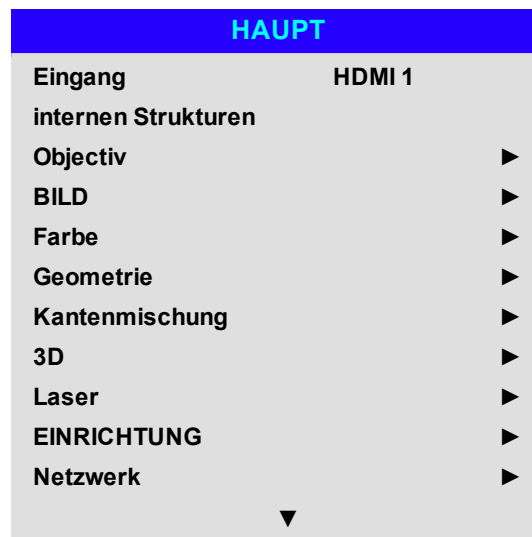 HAUPT
Eingang HDMI 1
internen Strukturen
Objectiv ►
BILD ►
Farbe ►
Geometrie ►
Kantenmischung ►
3D ►
Laser ►
EINRICHTUNG ►
Netzwerk ►
▼